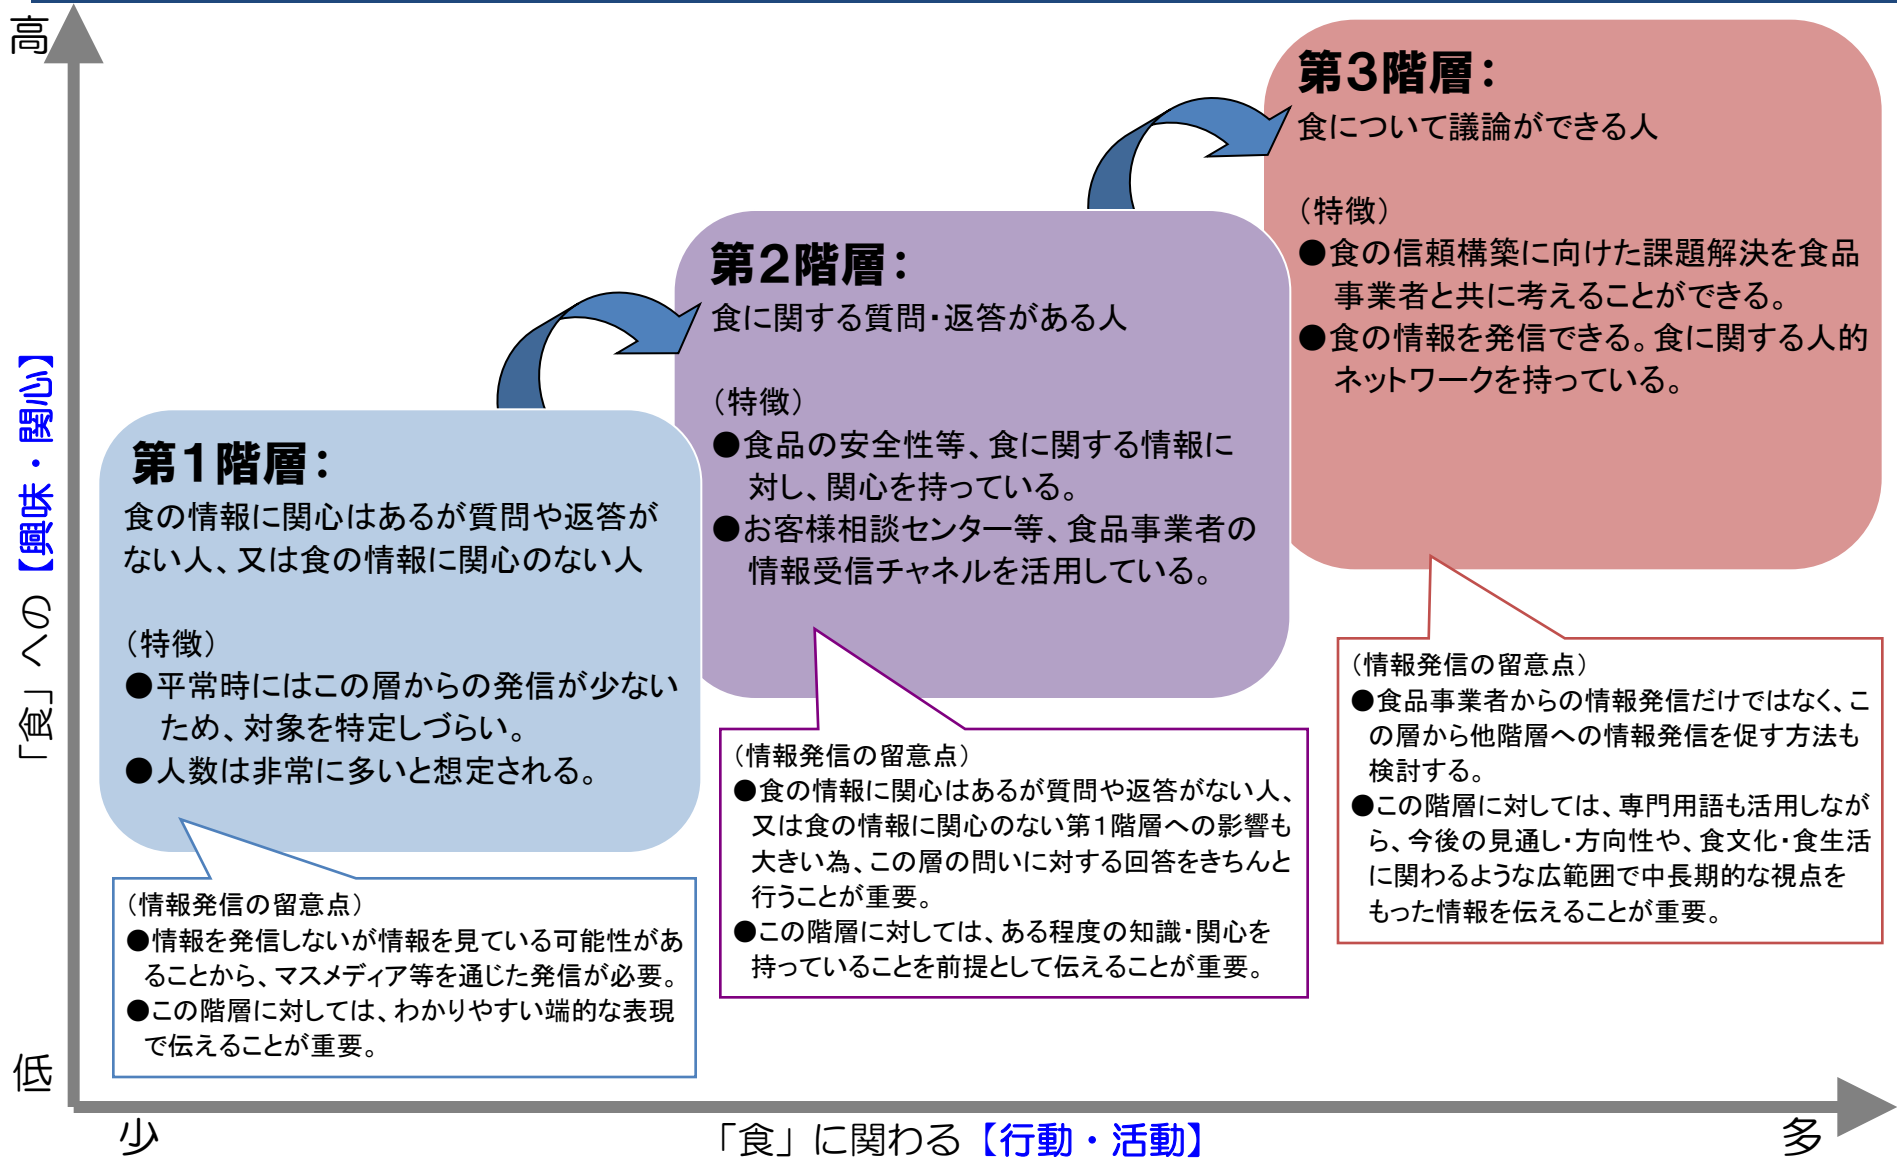 高
「食」への【興味・関心】
低
第1階層：
食の情報に関心はあるが質問や返答が
ない人、又は食の情報に関心のない人
（特徴）
●平常時にはこの層からの発信が少ない
ため、対象を特定しづらい。
●人数は非常に多いと想定される。
（情報発信の留意点）
●情報を発信しないが情報を見ている可能性があ
ることから、マスメディア等を通じた発信が必要。
●この階層に対しては、わかりやすい端的な表現
で伝えることが重要。
第2階層：
食に関する質問・返答がある人
（特徴）
●食品の安全性等、食に関する情報に
対し、関心を持っている。
●お客様相談センター等、食品事業者の
情報受信チャネルを活用している。
（情報発信の留意点）
●食の情報に関心はあるが質問や返答がない人、
又は食の情報に関心のない第1階層への影響も
大きい為、この層の問いに対する回答をきちんと
行うことが重要。
●この階層に対しては、ある程度の知識・関心を
持っていることを前提として伝えることが重要。
第3階層：
食について議論ができる人
（特徴）
●食の信頼構築に向けた課題解決を食品
事業者と共に考えることができる。
●食の情報を発信できる。食に関する人的
ネットワークを持っている。
（情報発信の留意点）
●食品事業者からの情報発信だけではなく、こ
の層から他階層への情報発信を促す方法も
検討する。
●この階層に対しては、専門用語も活用しなが
ら、今後の見通し・方向性や、食文化・食生活
に関わるような広範囲で中長期的な視点を
もった情報を伝えることが重要。
少
「食」に関わる【行動・活動】
多